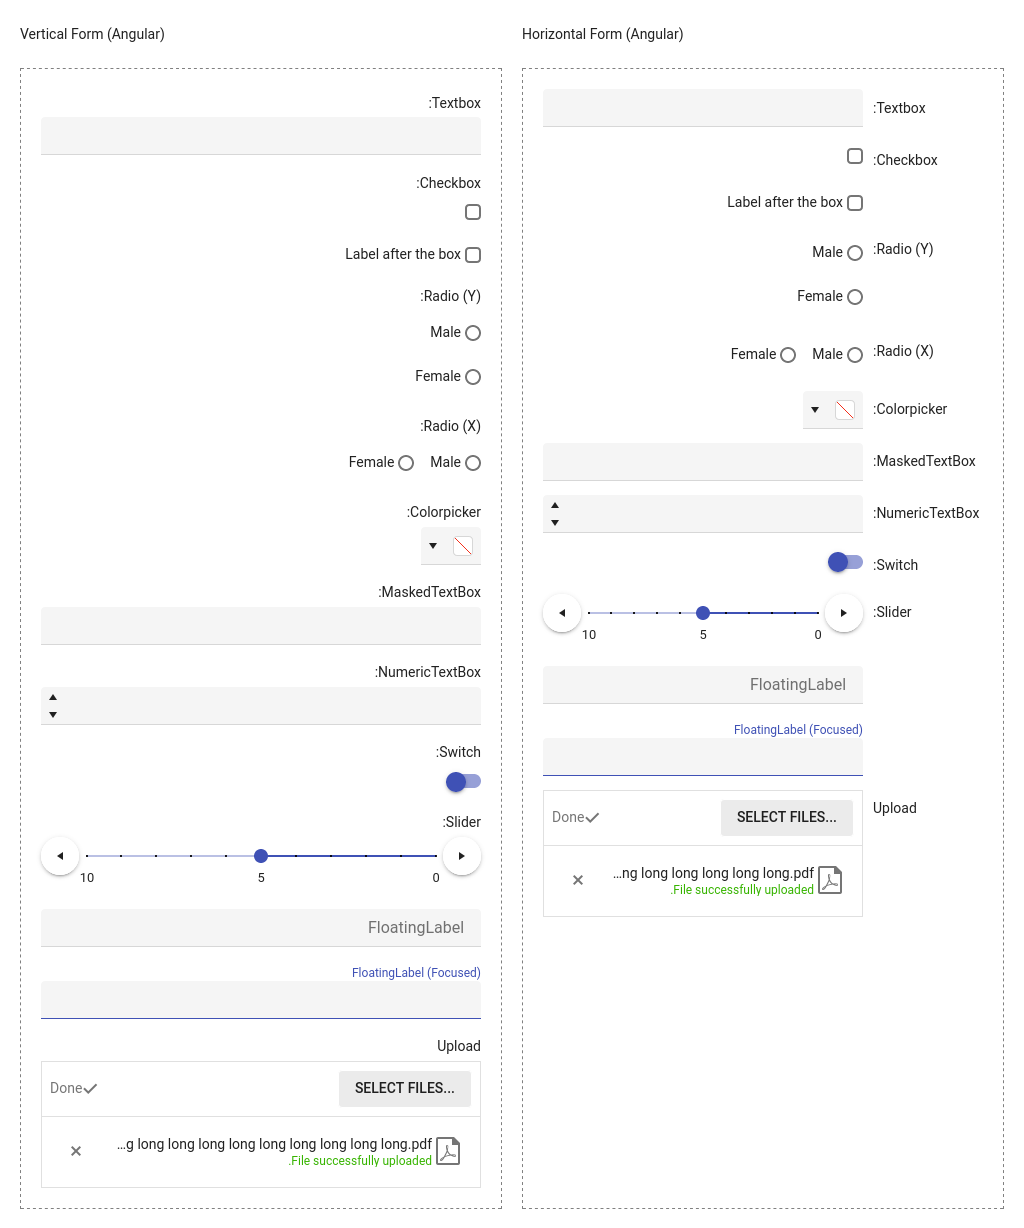 Vertical Form (Angular)
:Textbox
:Checkbox
Label after the box
:Radio (Y)
Male
Female
:Radio (X)
Female Male
:Colorpicker
:MaskedTextBox
:NumericTextBox
:Switch
:Slider
10 5 0
FloatingLabel
FloatingLabel (Focused)
Upload
Done SELECT FILES...
...g long long long long long long long long long.pdf
.File successfully uploaded
Horizontal Form (Angular)
:Textbox
:Checkbox
Label after the box
Male :Radio (Y)
Female
Female Male :Radio (X)
:Colorpicker
:MaskedTextBox
:NumericTextBox
:Switch
:Slider
10 5 0
FloatingLabel
FloatingLabel (Focused)
Done SELECT FILES... Upload
...ng long long long long long.pdf
.File successfully uploaded